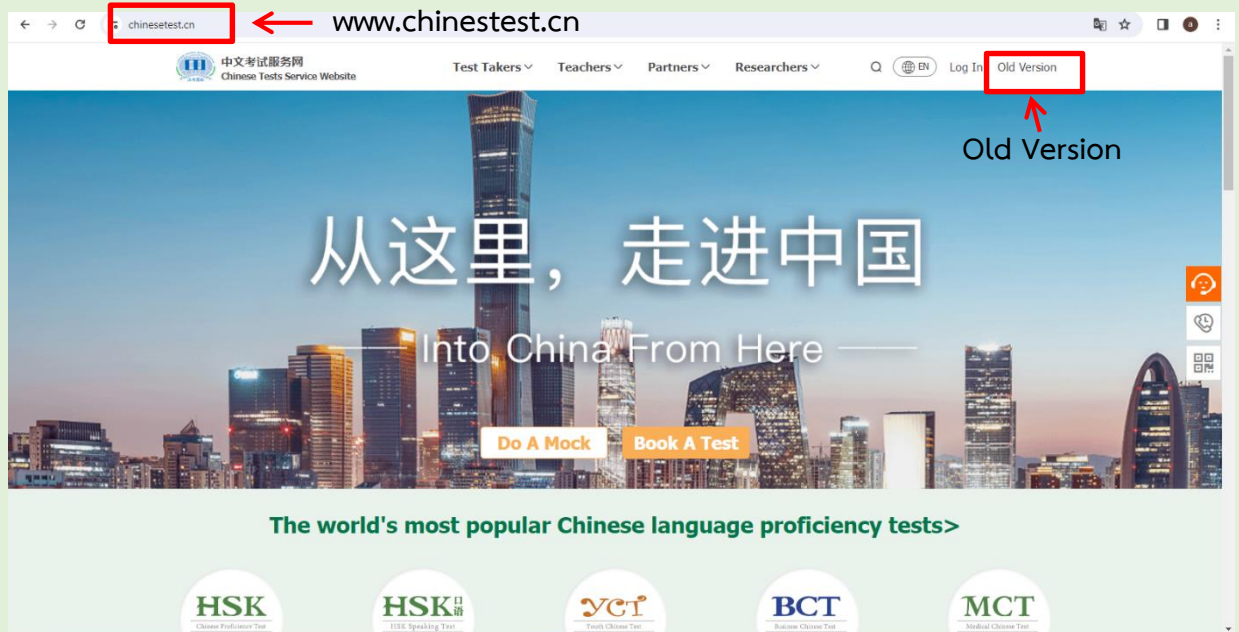 chinesetest.cn
www.chinestest.cn
中文考试服务网
Chinese Tests Service Website
Test Takers
Teachers
Partners
Researchers
EN
Log In
Old Version
Old Version
从这里，走进中国
Into China From Here
Do A Mock
Book A Test
The world's most popular Chinese language proficiency tests>
HSK
Chinese Proficiency Test
HSK口语
HSK Speaking Test
YCT
Youth Chinese Test
BCT
Business Chinese Test
MCT
Medical Chinese Test